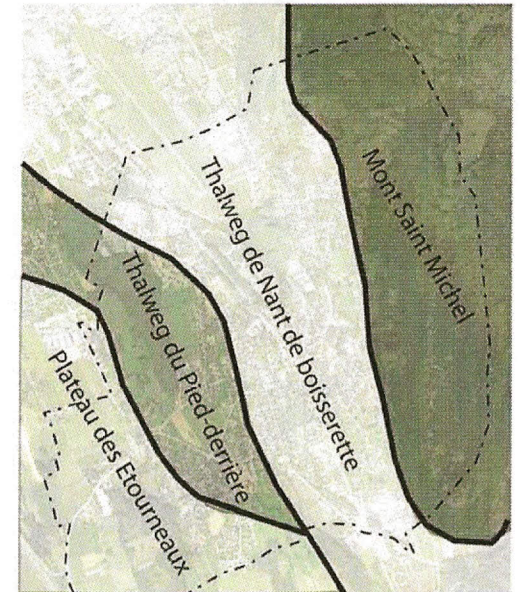 Mont Saint Michel
Thalweg de Nant de boisserette
Thalweg du Pied-derrière
Plateau des Etourneaux